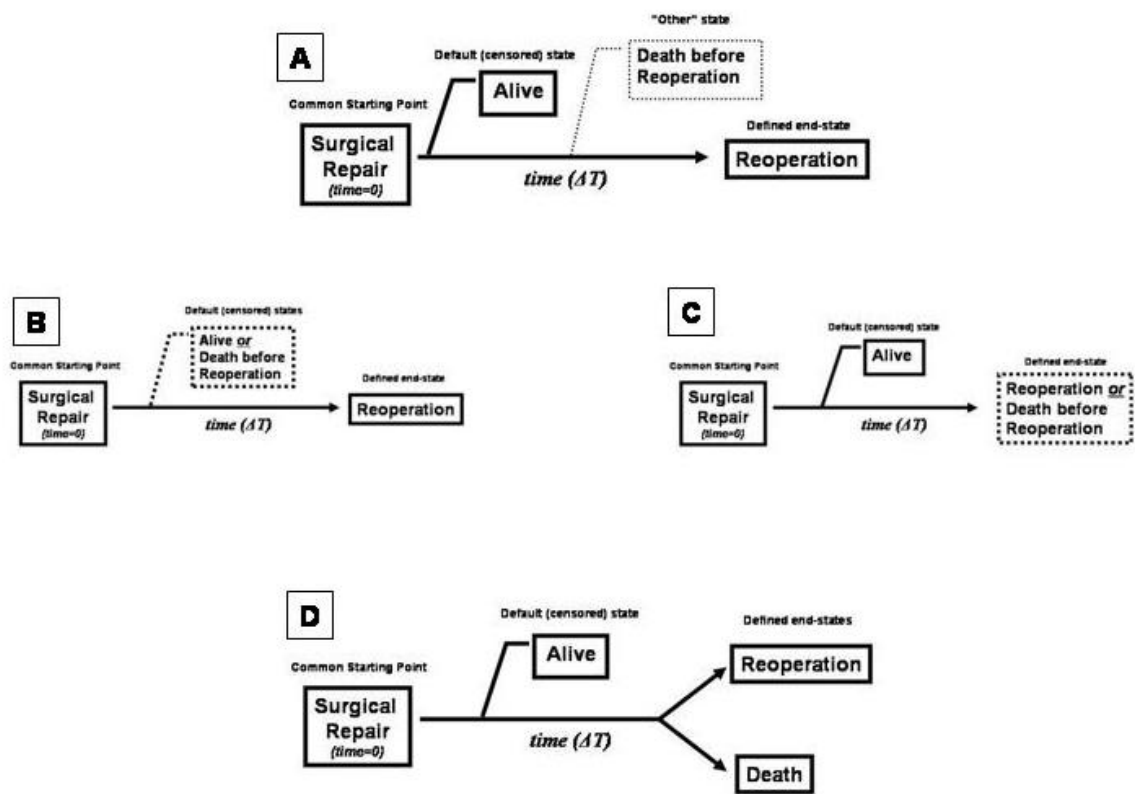 A
"Other" state
Death before
Reoperation
Default (censored) state
Alive
Common Starting Point
Surgical
Repair
(time=0)
time (ΔT)
Defined end-state
Reoperation
B
Default (censored) states
Alive or
Death before
Reoperation
Common Starting Point
Surgical
Repair
(time=0)
time (ΔT)
Defined end-state
Reoperation
C
Default (censored) state
Alive
Common Starting Point
Surgical
Repair
(time=0)
time (ΔT)
Defined end-state
Reoperation or
Death before
Reoperation
D
Default (censored) state
Alive
Common Starting Point
Surgical
Repair
(time=0)
time (ΔT)
Defined end-states
Reoperation
Death